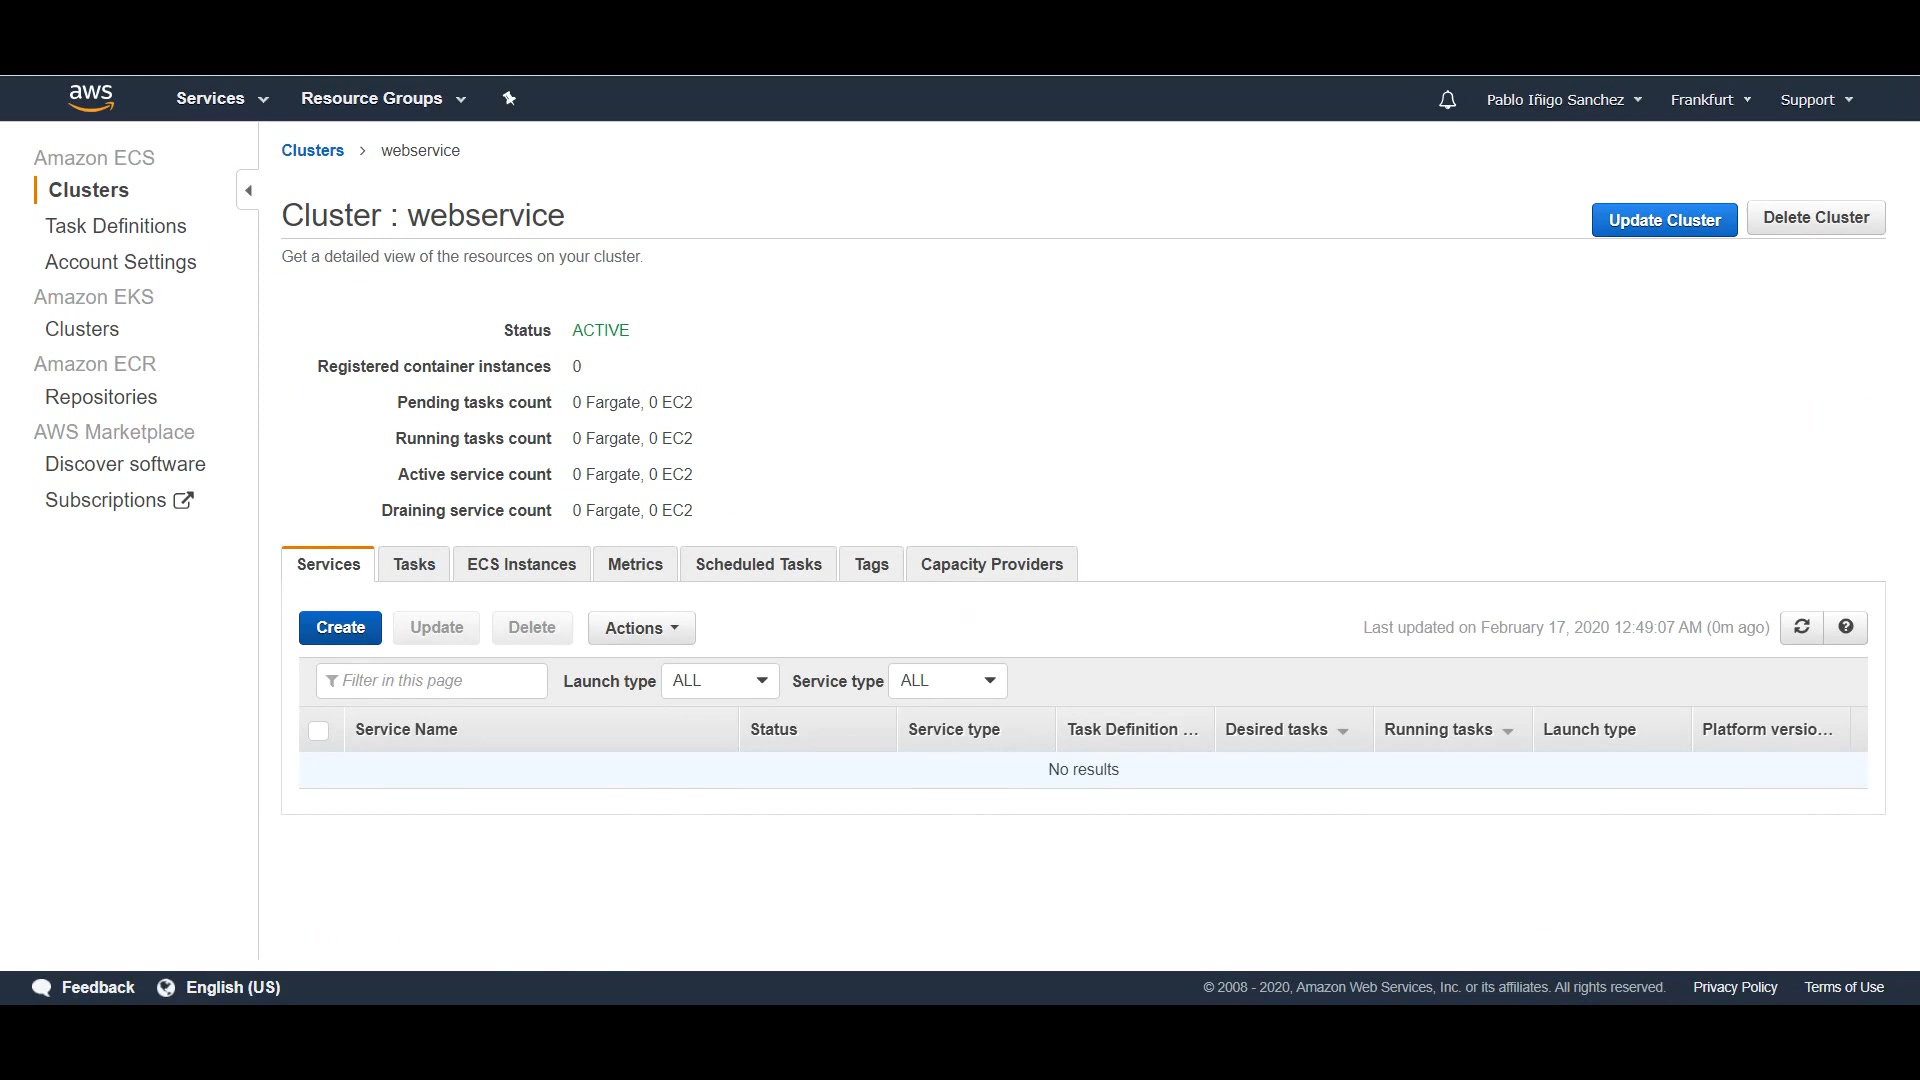 aws Services Resource Groups Pablo Iñigo Sanchez Frankfurt Support
Amazon ECS
Clusters
Task Definitions
Account Settings
Amazon EKS
Clusters
Amazon ECR
Repositories
AWS Marketplace
Discover software
Subscriptions
Clusters > webservice
Cluster : webservice
Update Cluster Delete Cluster
Get a detailed view of the resources on your cluster.
Status ACTIVE
Registered container instances 0
Pending tasks count 0 Fargate, 0 EC2
Running tasks count 0 Fargate, 0 EC2
Active service count 0 Fargate, 0 EC2
Draining service count 0 Fargate, 0 EC2
Services Tasks ECS Instances Metrics Scheduled Tasks Tags Capacity Providers
Create Update Delete Actions Last updated on February 17, 2020 12:49:07 AM (0m ago)
Filter in this page Launch type ALL Service type ALL
Service Name Status Service type Task Definition ... Desired tasks Running tasks Launch type Platform versio...
No results
Feedback English (US) © 2008 - 2020, Amazon Web Services, Inc. or its affiliates. All rights reserved. Privacy Policy Terms of Use